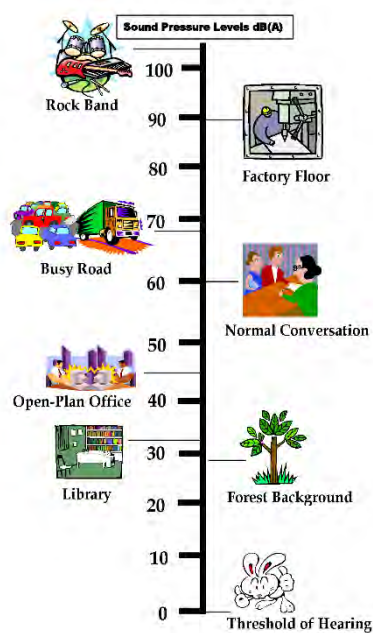 Sound Pressure Levels dB(A)
100
Rock Band
90
Factory Floor
80
70
Busy Road
60
Normal Conversation
50
Open-Plan Office
40
30
Library
Forest Background
20
10
0
Threshold of Hearing